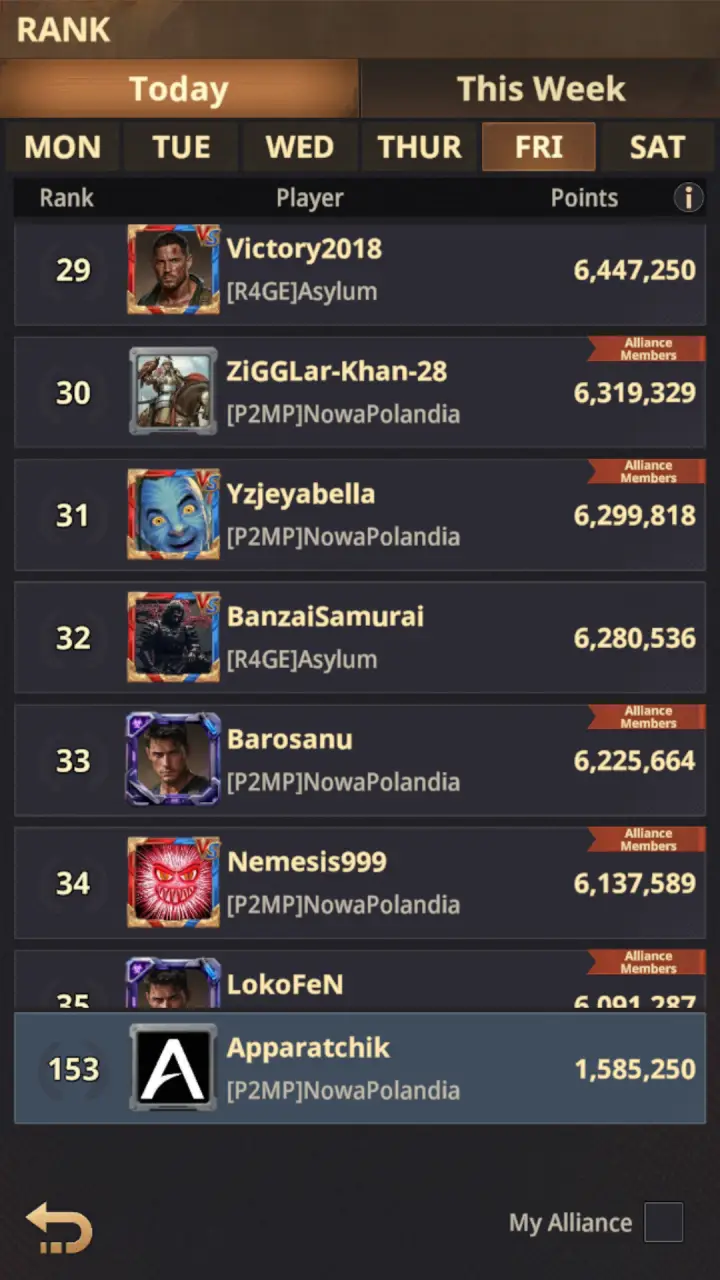 RANK
Today
This Week
MON TUE WED THUR FRI SAT
Rank Player Points
29 Victory2018 6,447,250
[R4GE]Asylum
Alliance Members
30 ZiGGLar-Khan-28 6,319,329
[P2MP]NowaPolandia
Alliance Members
31 Yzjeyabella 6,299,818
[P2MP]NowaPolandia
32 BanzaiSamurai 6,280,536
[R4GE]Asylum
Alliance Members
33 Barosanu 6,225,664
[P2MP]NowaPolandia
Alliance Members
34 Nemesis999 6,137,589
[P2MP]NowaPolandia
Alliance Members
35 LokoFeN 6,091,287
153 Apparatchik 1,585,250
[P2MP]NowaPolandia
My Alliance